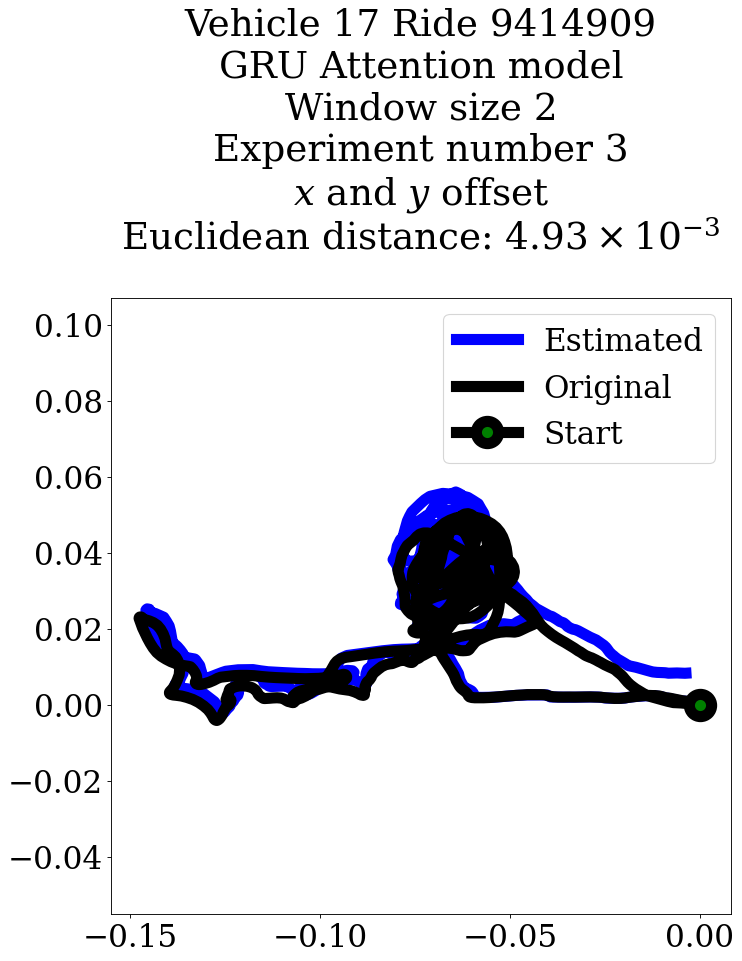 Vehicle 17 Ride 9414909
GRU Attention model
Window size 2
Experiment number 3
x and y offset
Euclidean distance: 4.93 × 10⁻³
Estimated
Original
Start
0.10
0.08
0.06
0.04
0.02
0.00
−0.02
−0.04
−0.15 −0.10 −0.05 0.00